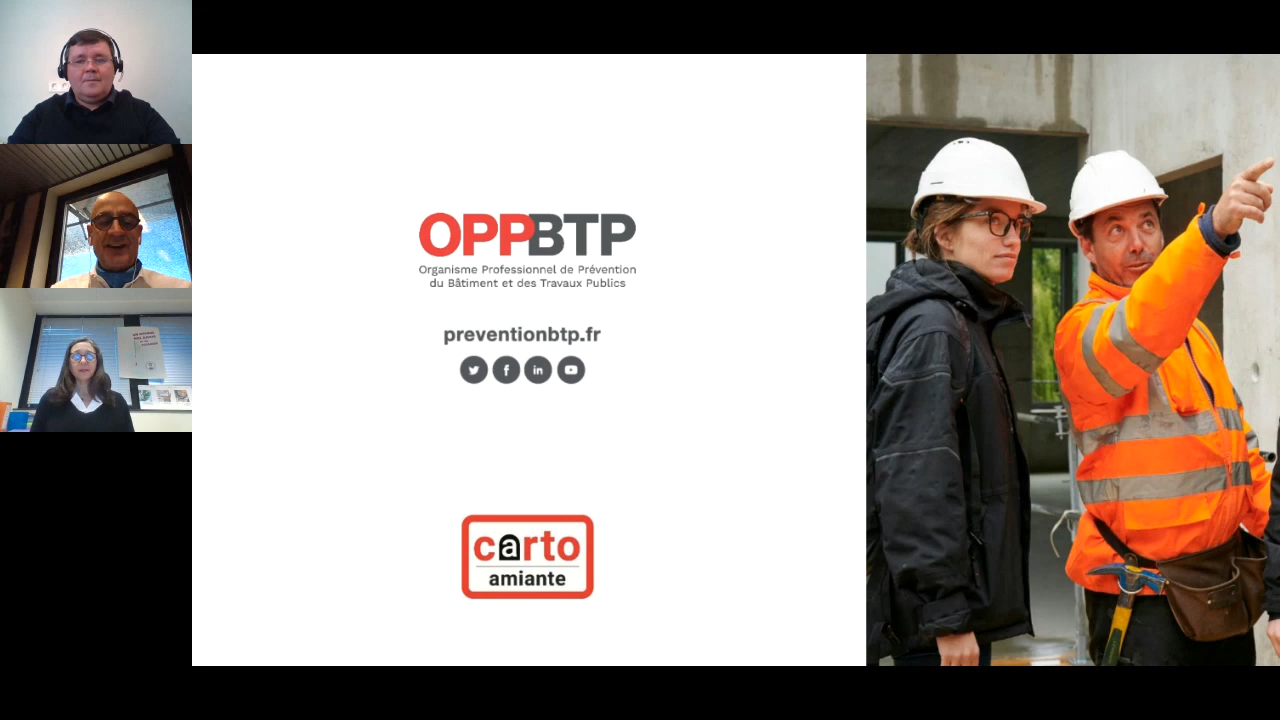 OPPBTP
Organisme Professionnel de Prévention
du Bâtiment et des Travaux Publics
preventionbtp.fr
carto
amiante